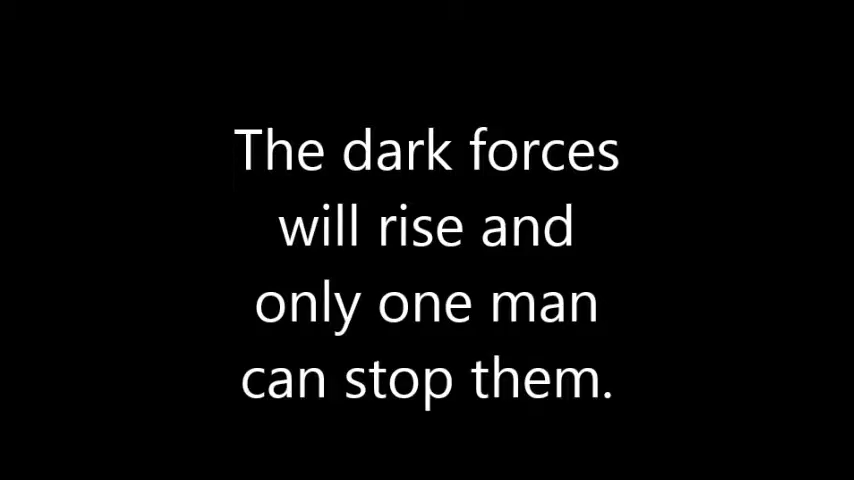 The dark forces
will rise and
only one man
can stop them.